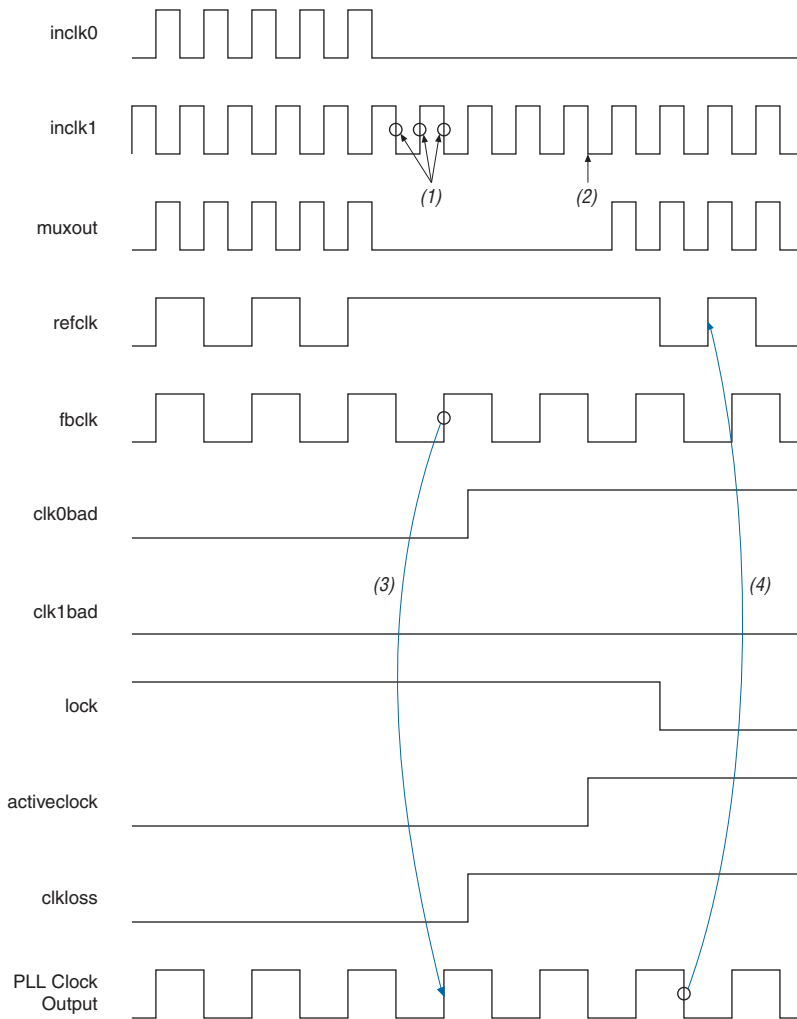 inclk0
inclk1
(1)
(2)
muxout
refclk
fbclk
clk0bad
(3)
(4)
clk1bad
lock
activeclock
clkloss
PLL Clock
Output